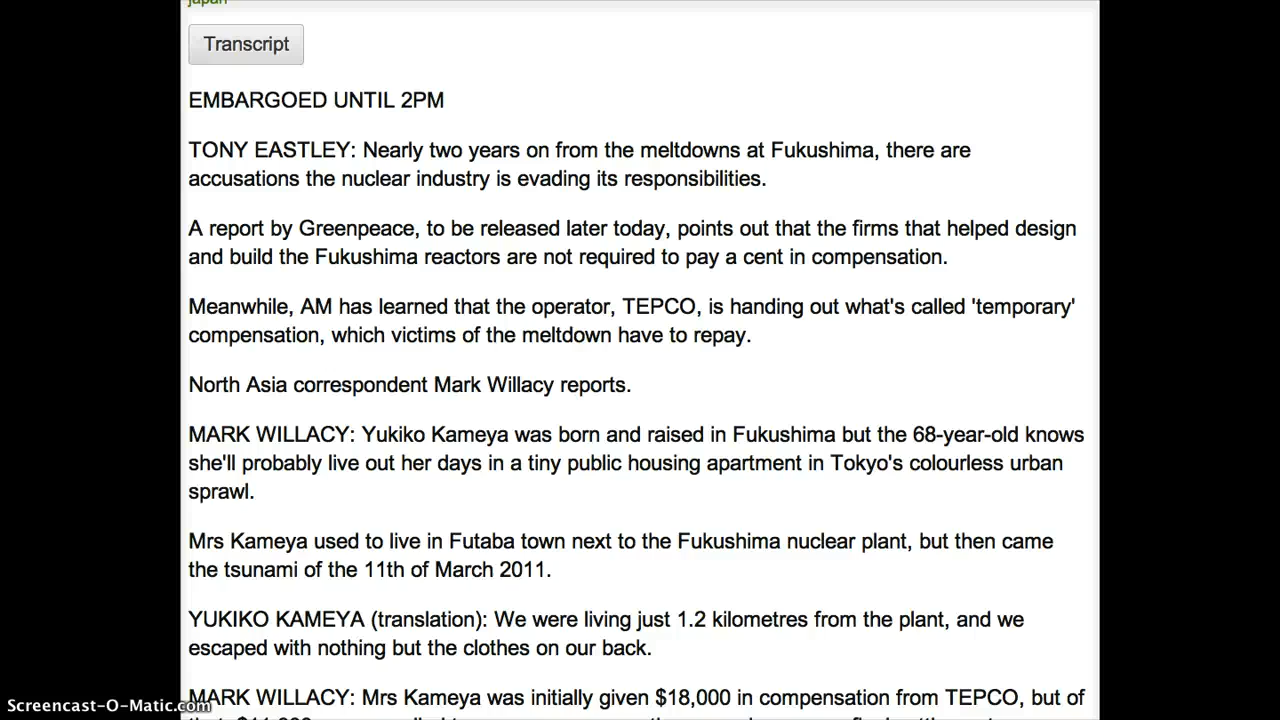 japan
Transcript
EMBARGOED UNTIL 2PM
TONY EASTLEY: Nearly two years on from the meltdowns at Fukushima, there are
accusations the nuclear industry is evading its responsibilities.
A report by Greenpeace, to be released later today, points out that the firms that helped design
and build the Fukushima reactors are not required to pay a cent in compensation.
Meanwhile, AM has learned that the operator, TEPCO, is handing out what's called 'temporary'
compensation, which victims of the meltdown have to repay.
North Asia correspondent Mark Willacy reports.
MARK WILLACY: Yukiko Kameya was born and raised in Fukushima but the 68-year-old knows
she'll probably live out her days in a tiny public housing apartment in Tokyo's colourless urban
sprawl.
Mrs Kameya used to live in Futaba town next to the Fukushima nuclear plant, but then came
the tsunami of the 11th of March 2011.
YUKIKO KAMEYA (translation): We were living just 1.2 kilometres from the plant, and we
escaped with nothing but the clothes on our back.
MARK WILLACY: Mrs Kameya was initially given $18,000 in compensation from TEPCO, but of
Screencast-O-Matic.com